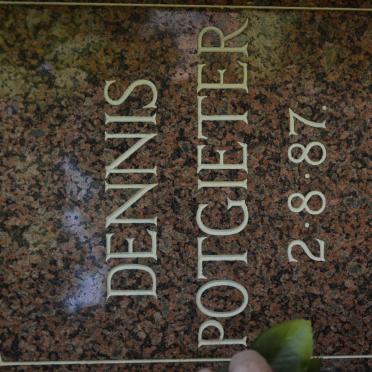 DENNIS
POTGIETER
2·8·87.